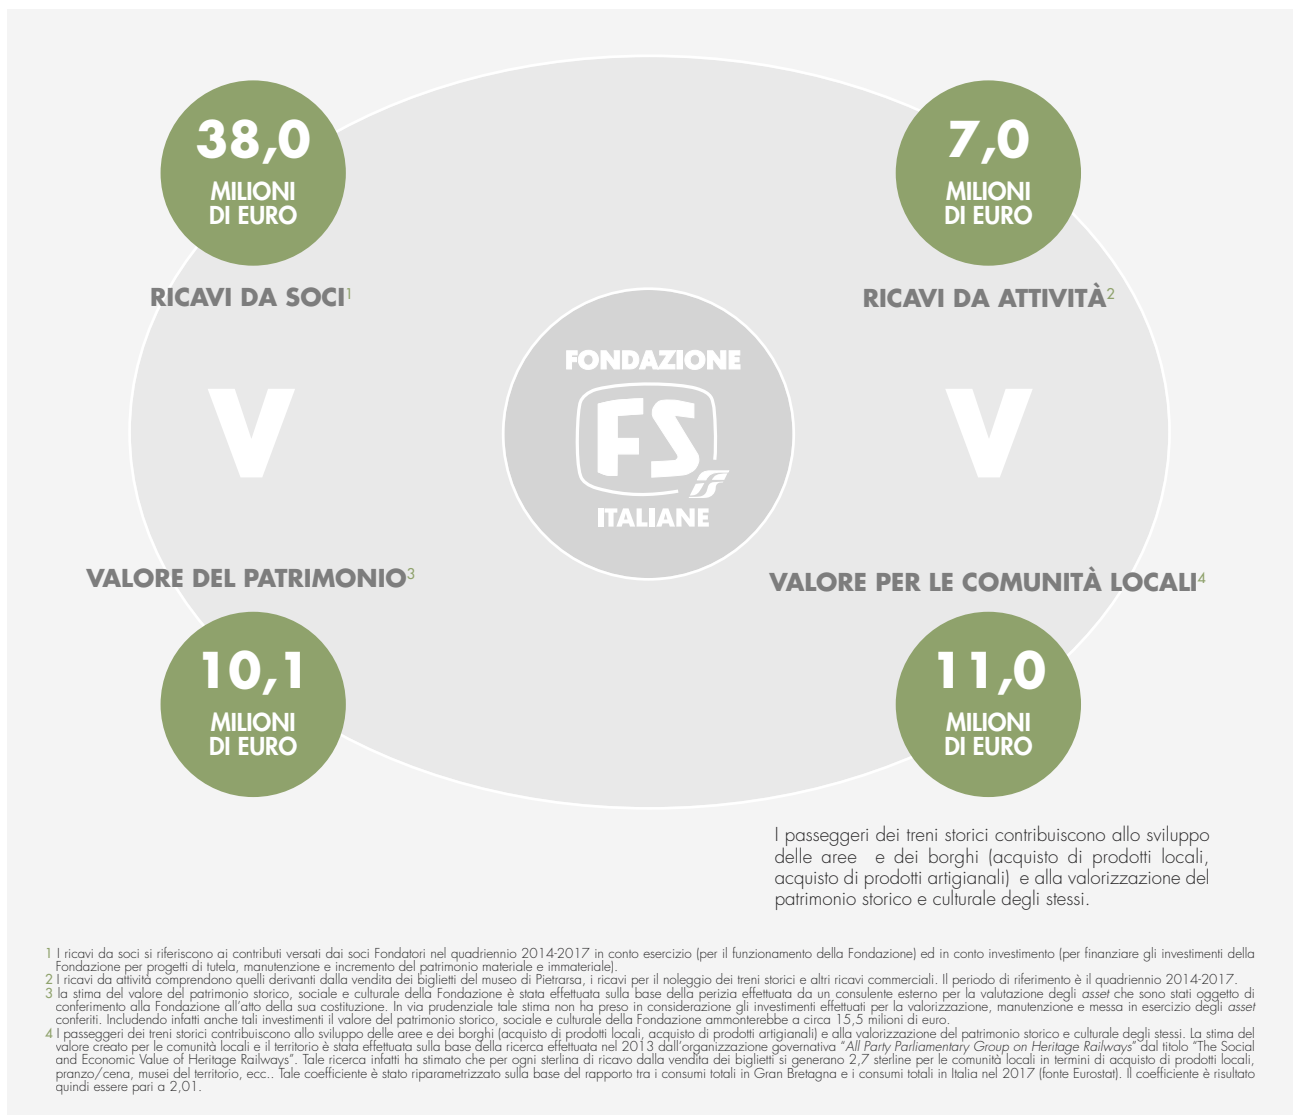 38,0
MILIONI
DI EURO
RICAVI DA SOCI1
7,0
MILIONI
DI EURO
RICAVI DA ATTIVITÀ2
V
V
FONDAZIONE
FS
ITALIANE
VALORE DEL PATRIMONIO3
10,1
MILIONI
DI EURO
VALORE PER LE COMUNITÀ LOCALI4
11,0
MILIONI
DI EURO
I passeggeri dei treni storici contribuiscono allo sviluppo
delle aree e dei borghi (acquisto di prodotti locali,
acquisto di prodotti artigianali) e alla valorizzazione del
patrimonio storico e culturale degli stessi.
1 I ricavi da soci si riferiscono ai contributi versati dai soci Fondatori nel quadriennio 2014-2017 in conto esercizio (per il funzionamento della Fondazione) ed in conto investimento (per finanziare gli investimenti della
Fondazione per progetti di tutela, manutenzione e incremento del patrimonio materiale e immateriale).
2 I ricavi da attività comprendono quelli derivanti dalla vendita dei biglietti del museo di Pietrarsa, i ricavi per il noleggio dei treni storici e altri ricavi commerciali. Il periodo di riferimento è il quadriennio 2014-2017.
3 la stima del valore del patrimonio storico, sociale e culturale della Fondazione è stata effettuata sulla base della perizia effettuata da un consulente esterno per la valutazione degli asset che sono stati oggetto di
conferimento alla Fondazione all'atto della sua costituzione. In via prudenziale tale stima non ha preso in considerazione gli investimenti effettuati per la valorizzazione, manutenzione e messa in esercizio degli asset
conferiti. Includendo infatti anche tali investimenti il valore del patrimonio storico, sociale e culturale della Fondazione ammonterebbe a circa 15,5 milioni di euro.
4 I passeggeri dei treni storici contribuiscono allo sviluppo delle aree e dei borghi (acquisto di prodotti locali, acquisto di prodotti artigianali) e alla valorizzazione del patrimonio storico e culturale degli stessi. La stima del
valore creato per le comunità locali e il territorio è stata effettuata sulla base della ricerca effettuata nel 2013 dall'organizzazione governativa "All Party Parliamentary Group on Heritage Railways" dal titolo "The Social
and Economic Value of Heritage Railways". Tale ricerca infatti ha stimato che per ogni sterlina di ricavo dalla vendita dei biglietti si generano 2,7 sterline per le comunità locali in termini di acquisto di prodotti locali,
pranzo/cena, musei del territorio, ecc.. Tale coefficiente è stato riparametrizzato sulla base del rapporto tra i consumi totali in Gran Bretagna e i consumi totali in Italia nel 2017 (fonte Eurostat). Il coefficiente è risultato
quindi essere pari a 2,01.